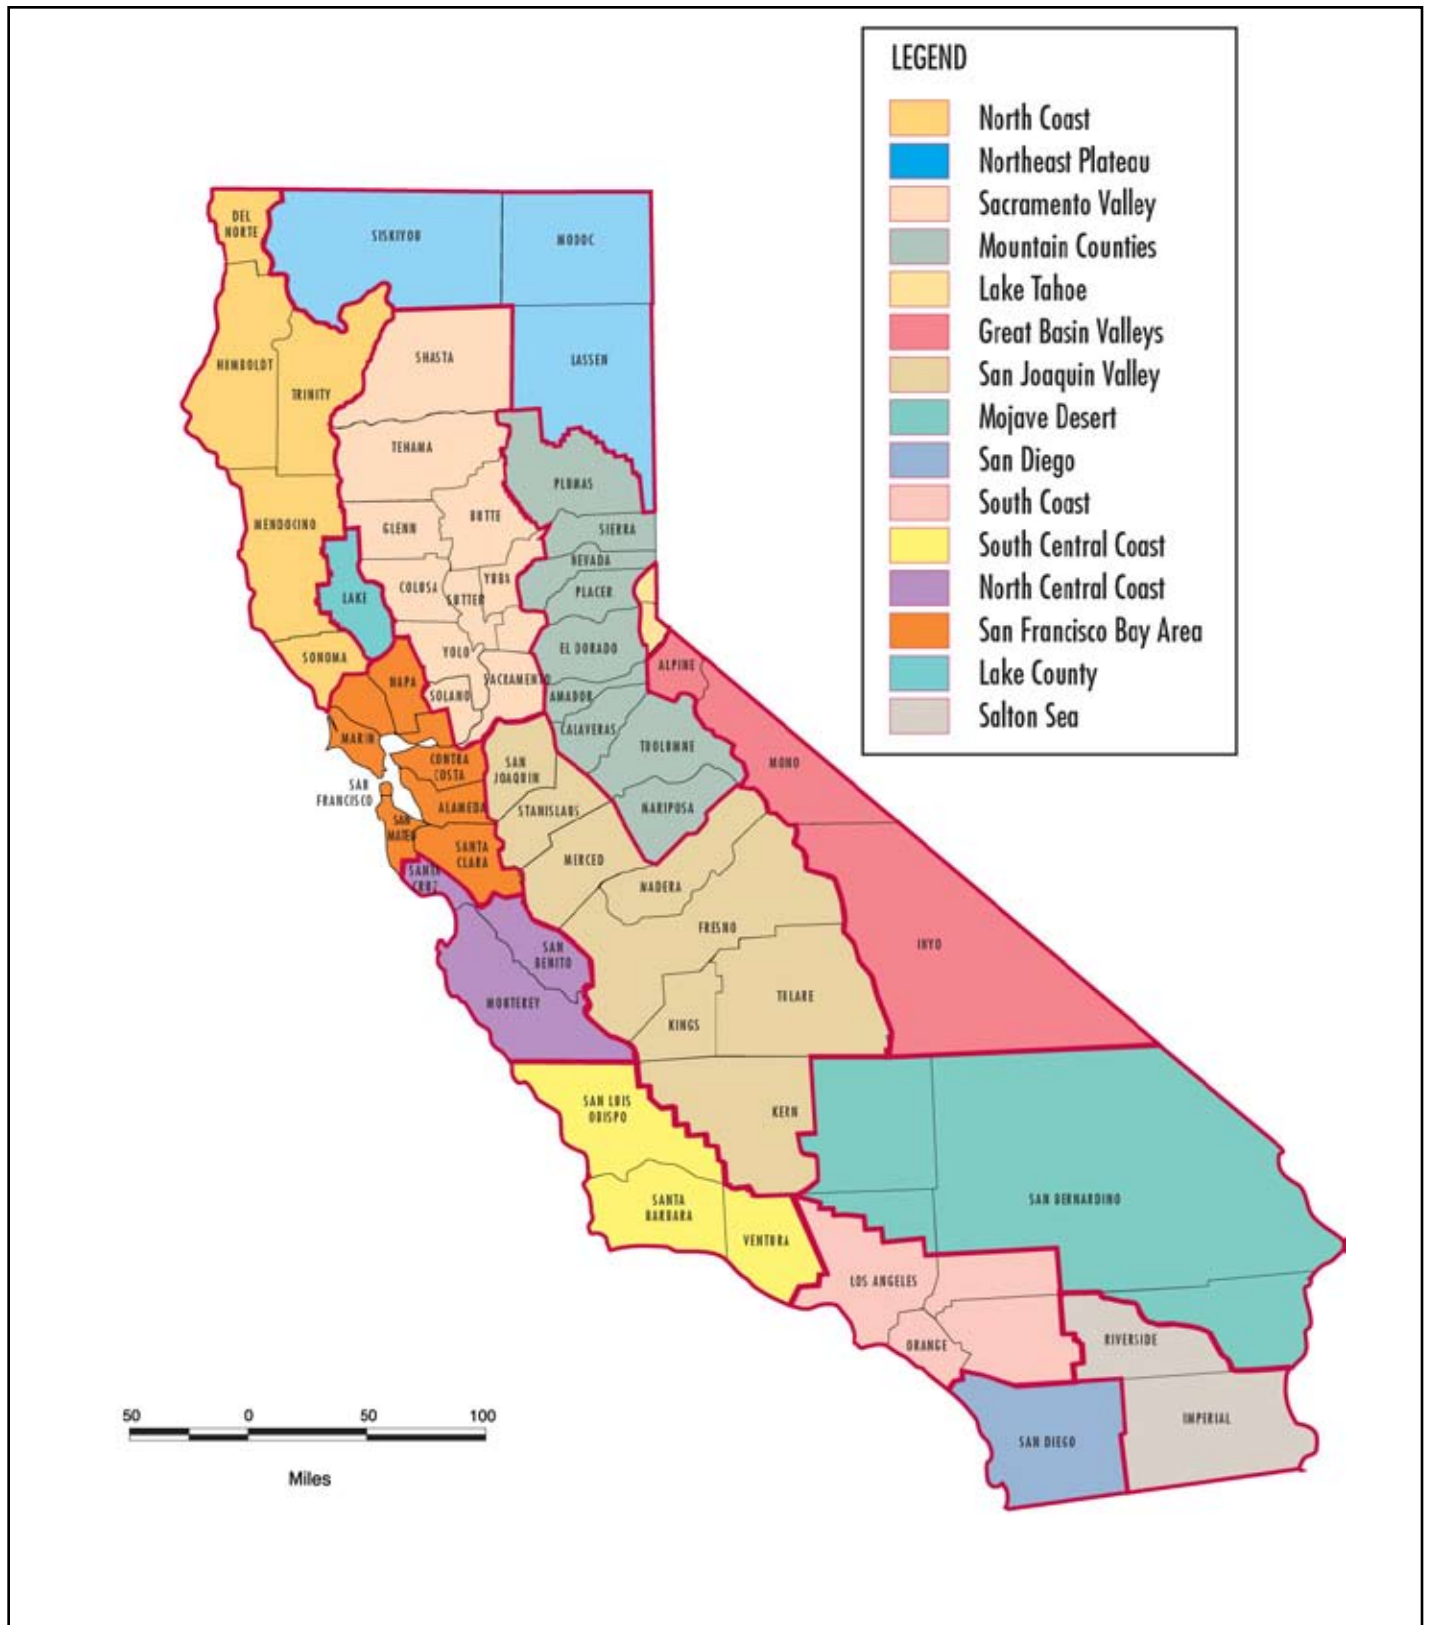 LEGEND
North Coast
Northeast Plateau
Sacramento Valley
Mountain Counties
Lake Tahoe
Great Basin Valleys
San Joaquin Valley
Mojave Desert
San Diego
South Coast
South Central Coast
North Central Coast
San Francisco Bay Area
Lake County
Salton Sea
DEL
NORTE
SISKIYOU
MODOC
HUMBOLDT
TRINITY
SHASTA
LASSEN
TEHAMA
PLUMAS
MENDOCINO
GLENN
BUTTE
SIERRA
NEVADA
LAKE
COLUSA
SUTTER
YUBA
PLACER
SONOMA
YOLO
EL DORADO
ALPINE
NAPA
SOLANO
SACRAMENTO
AMADOR
CALAVERAS
TUOLUMNE
MARIN
CONTRA
COSTA
SAN
JOAQUIN
MONO
SAN
FRANCISCO
ALAMEDA
STANISLAUS
MARIPOSA
SAN
MATEO
SANTA
CLARA
MERCED
SANTA
CRUZ
MADERA
FRESNO
SAN
BENITO
INYO
MONTEREY
KINGS
TULARE
SAN LUIS
OBISPO
KERN
SANTA
BARBARA
VENTURA
SAN BERNARDINO
LOS ANGELES
ORANGE
RIVERSIDE
SAN DIEGO
IMPERIAL
50 0 50 100
Miles